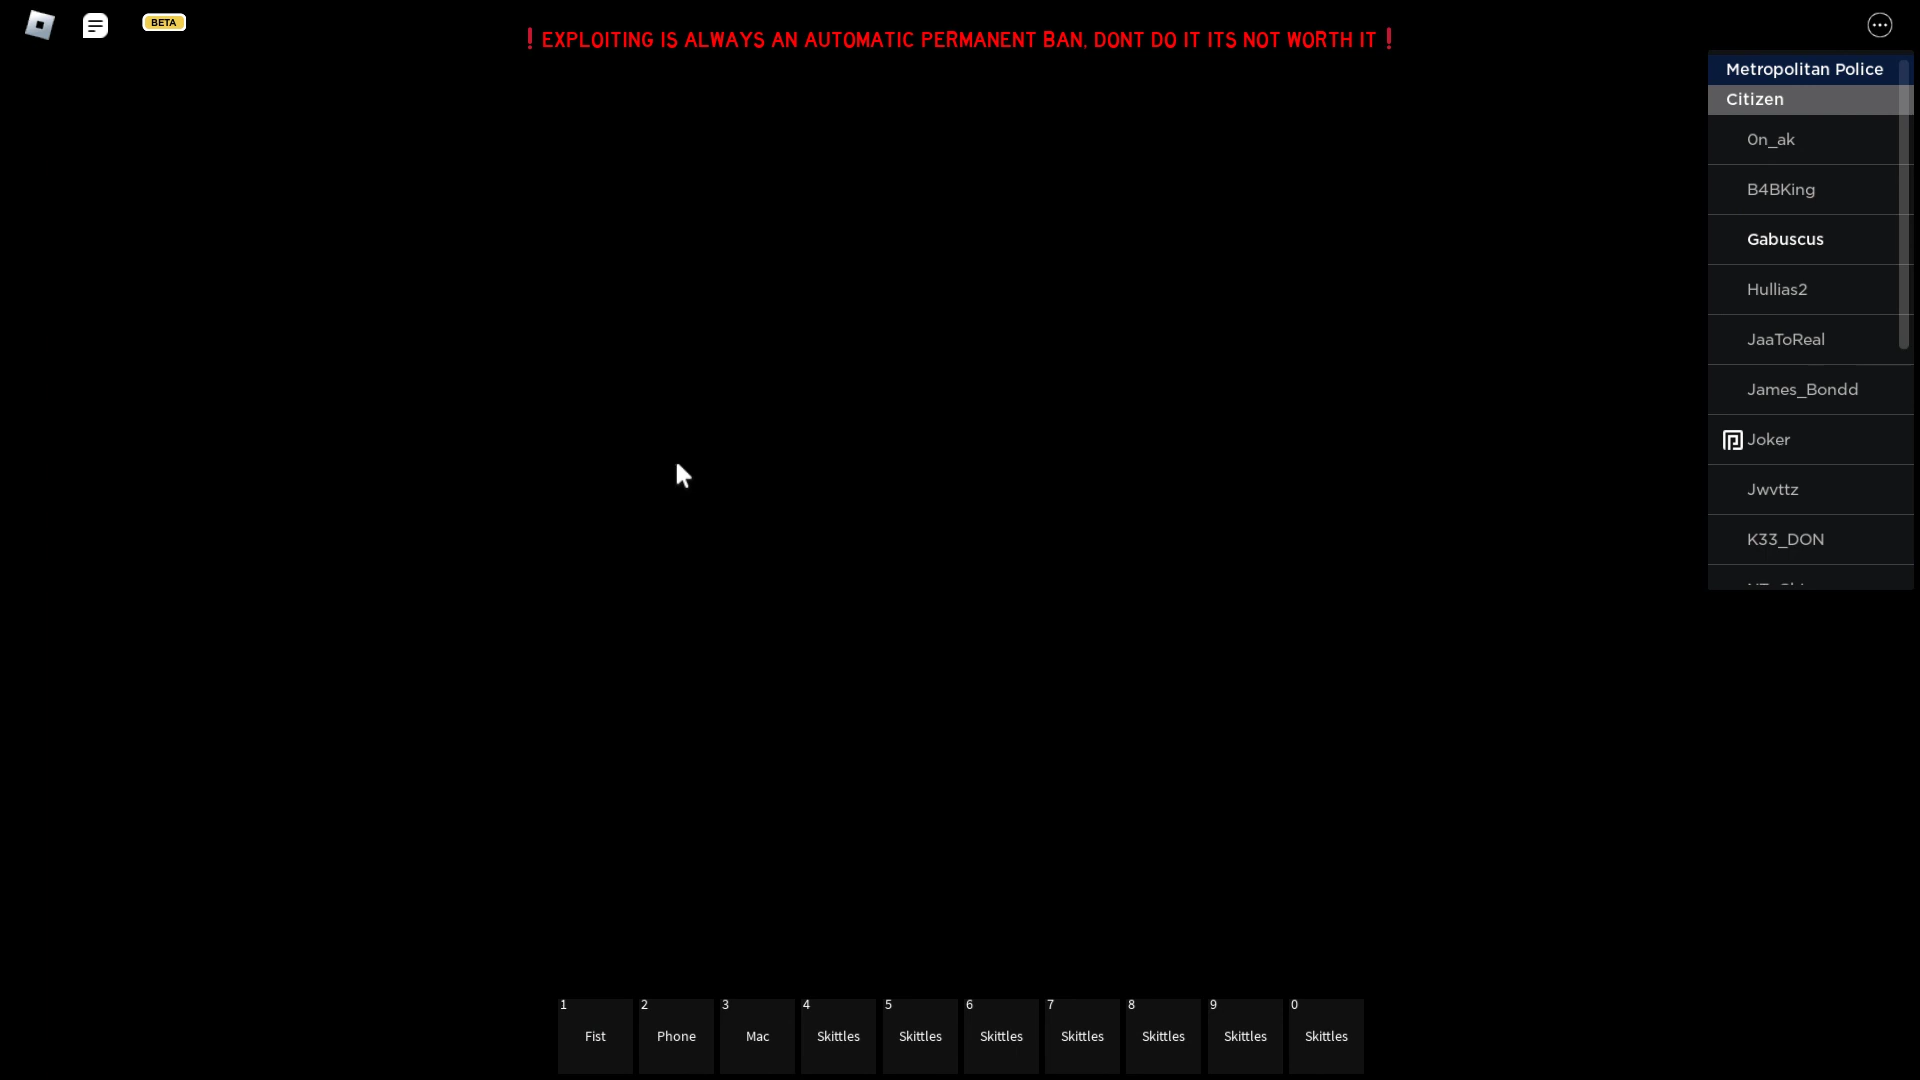 BETA
❗EXPLOITING IS ALWAYS AN AUTOMATIC PERMANENT BAN. DONT DO IT ITS NOT WORTH IT❗
Metropolitan Police
Citizen
0n_ak
B4BKing
Gabuscus
Hullias2
JaaToReal
James_Bondd
Joker
Jwvttz
K33_DON
1
Fist
2
Phone
3
Mac
4
Skittles
5
Skittles
6
Skittles
7
Skittles
8
Skittles
9
Skittles
0
Skittles